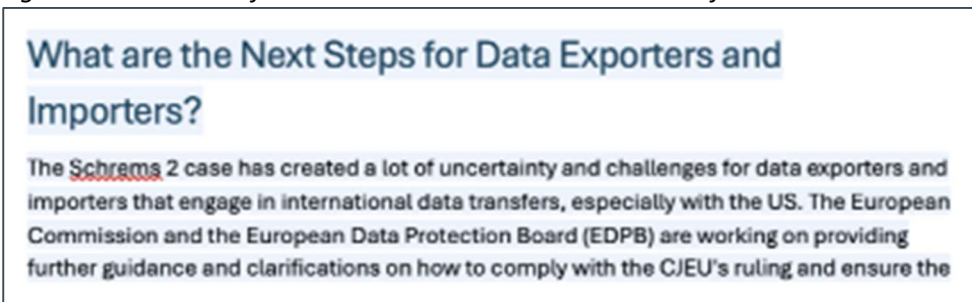 What are the Next Steps for Data Exporters and
Importers?
The Schrems 2 case has created a lot of uncertainty and challenges for data exporters and
importers that engage in international data transfers, especially with the US. The European
Commission and the European Data Protection Board (EDPB) are working on providing
further guidance and clarifications on how to comply with the CJEU's ruling and ensure the